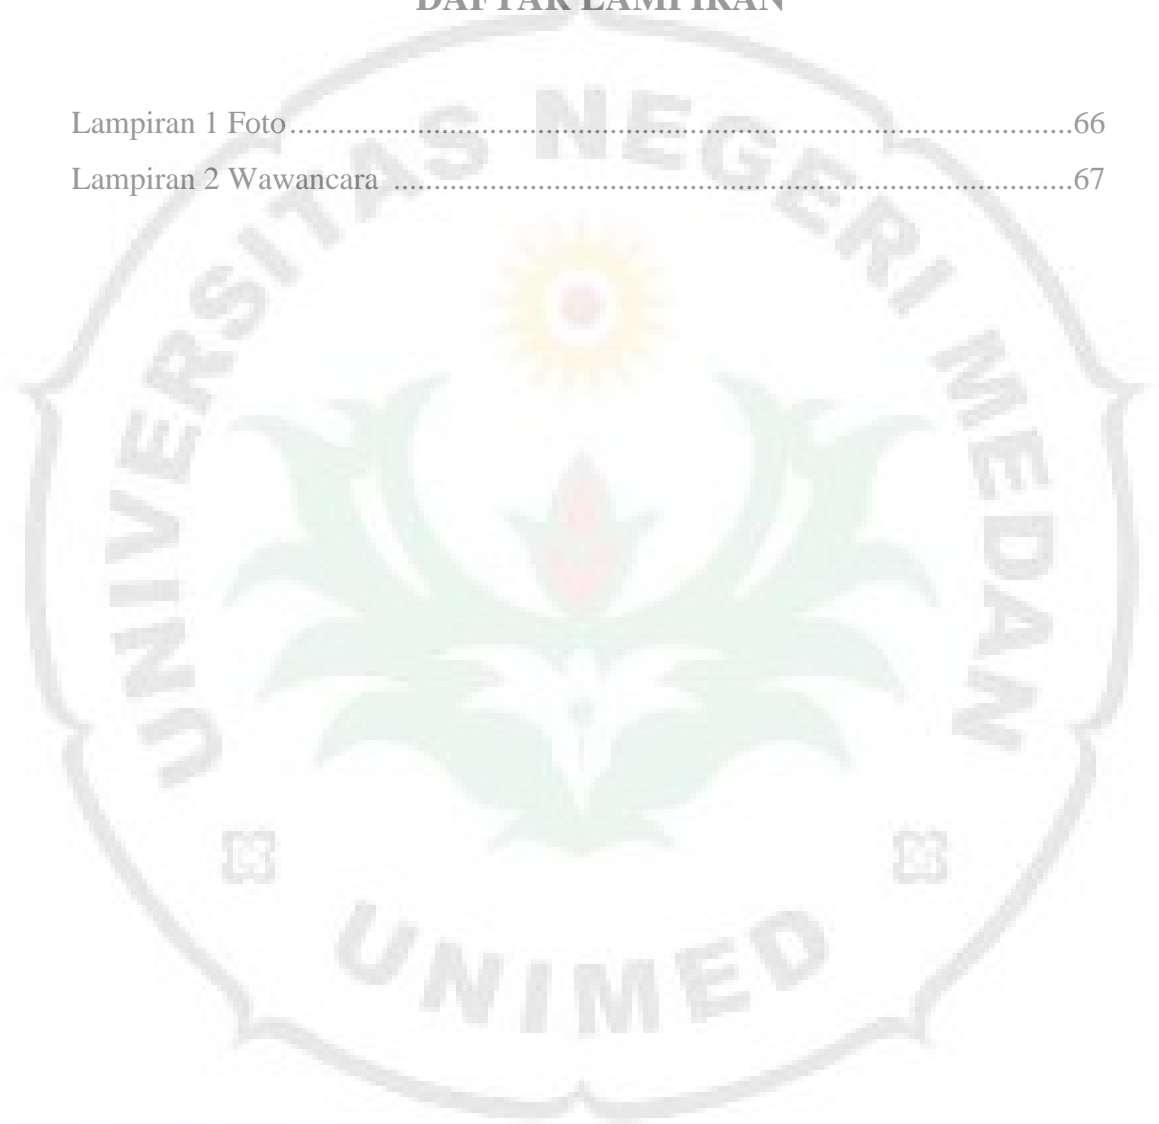 DAFTAR LAMPIRAN
Lampiran 1 Foto..................................................................................................66
Lampiran 2 Wawancara .....................................................................................67
UNIVERSITAS NEGERI MEDAN
UNIMED